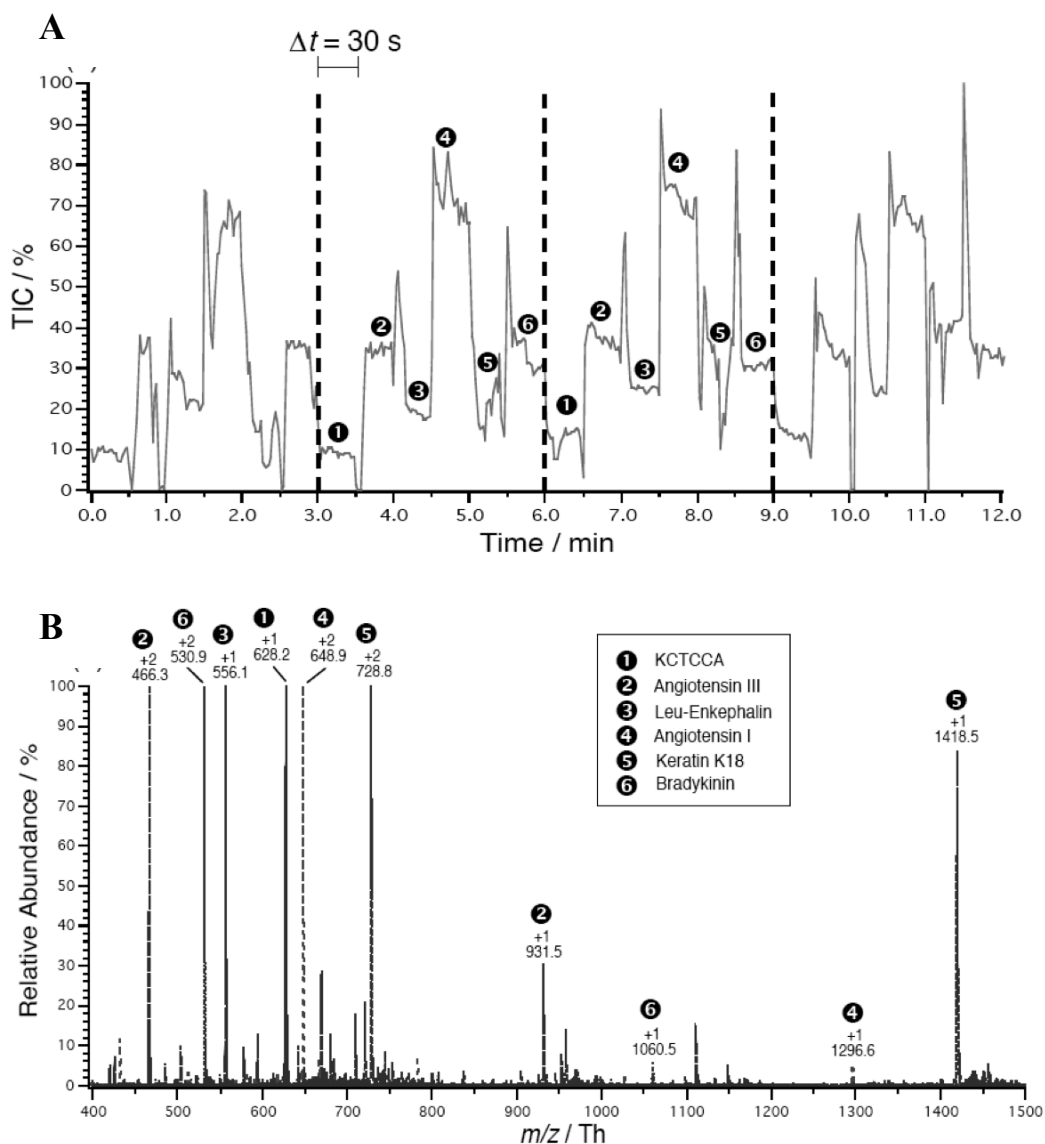 A
Δt = 30 s
TIC / %
100
90
80
70
60
50
40
30
20
10
0
❹
❹
❷
❻
❸
❺
❶
❷
❺
❻
❸
❶
0.0 1.0 2.0 3.0 4.0 5.0 6.0 7.0 8.0 9.0 10.0 11.0 12.0
Time / min
B
❷ +2 466.3
❻ +2 530.9
❸ +1 556.1
❶ +1 628.2
❹ +2 648.9
❺ +2 728.8
❶ KCTCCA
❷ Angiotensin III
❸ Leu-Enkephalin
❹ Angiotensin I
❺ Keratin K18
❻ Bradykinin
❺ +1 1418.5
❷ +1 931.5
❻ +1 1060.5
❹ +1 1296.6
Relative Abundance / %
100
90
80
70
60
50
40
30
20
10
0
400 500 600 700 800 900 1000 1100 1200 1300 1400 1500
m/z / Th